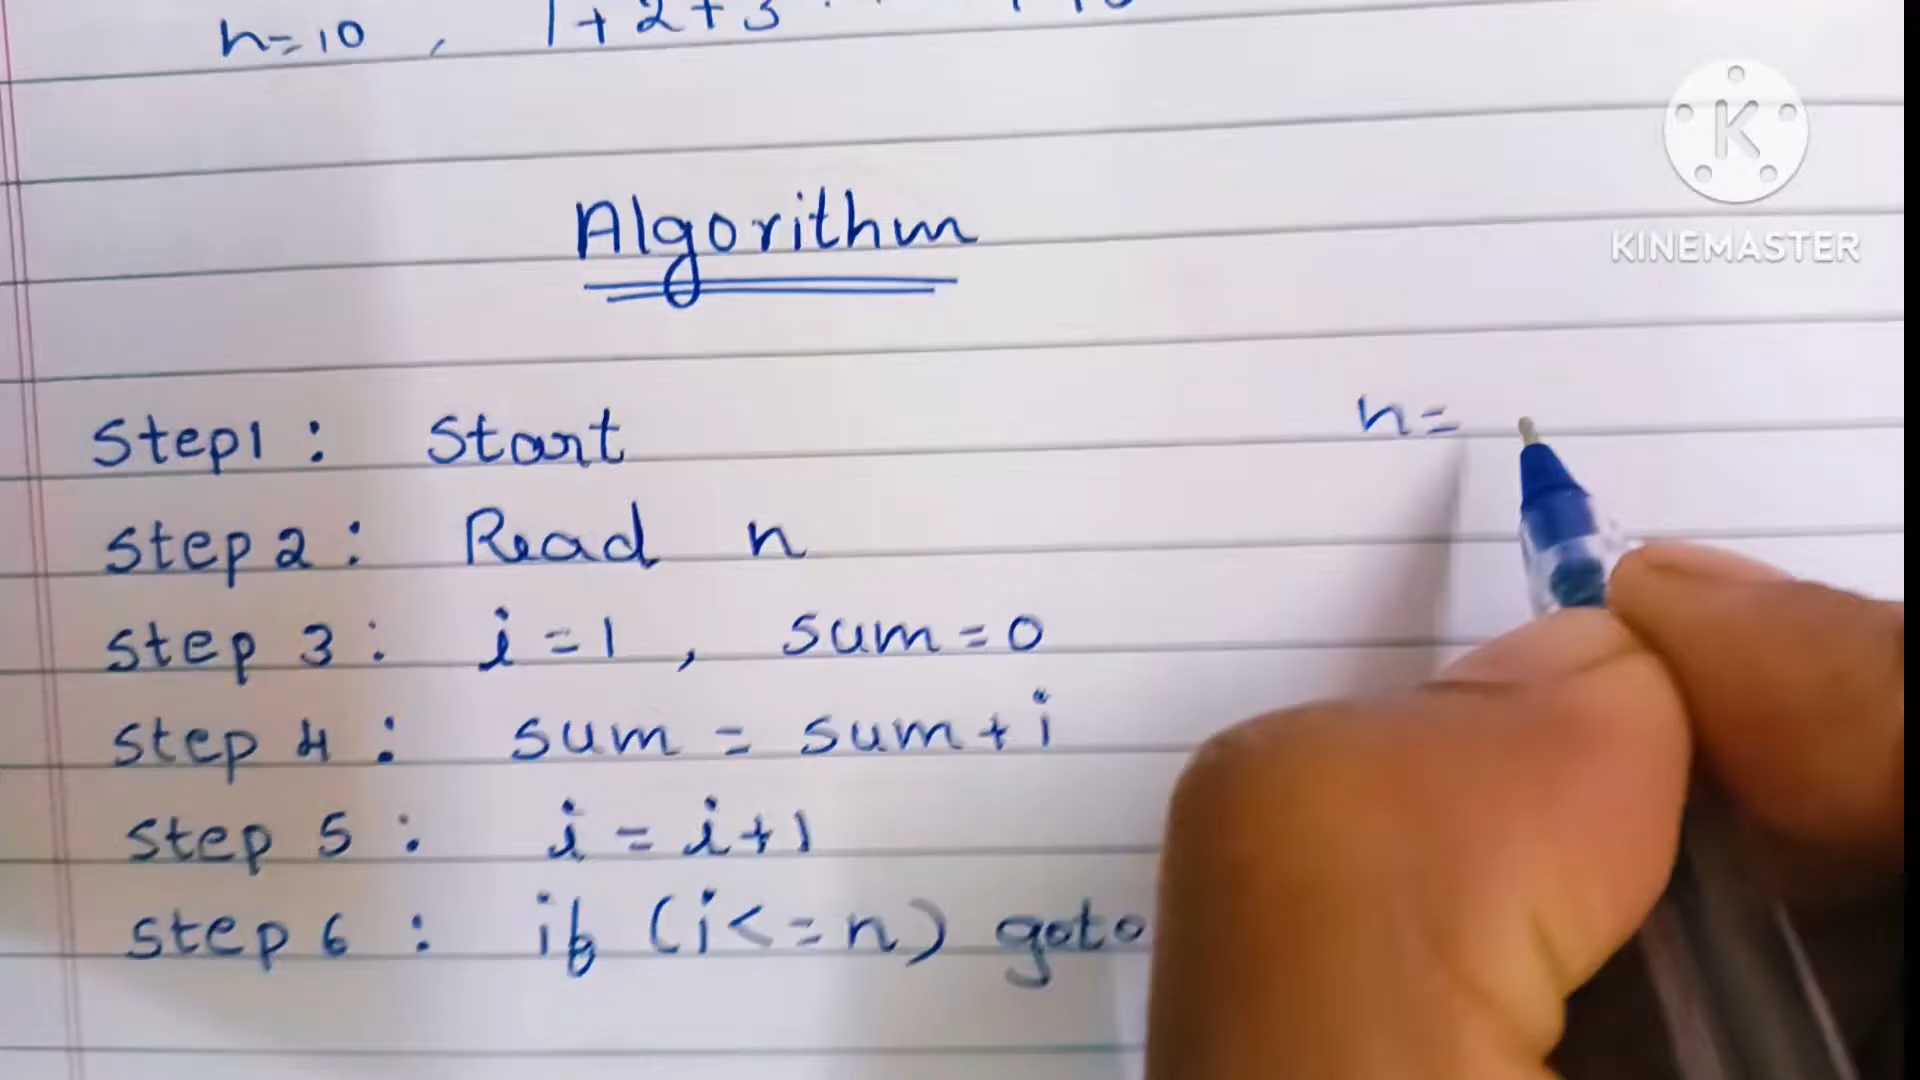 n=10 , 1+2+3
Algorithm
KINEMASTER
Step1 : Start
n=
Step 2 : Read n
Step 3 : i=1 , sum=0
Step 4 : sum = sum+i
Step 5 : i = i+1
Step 6 : if (i<=n) goto